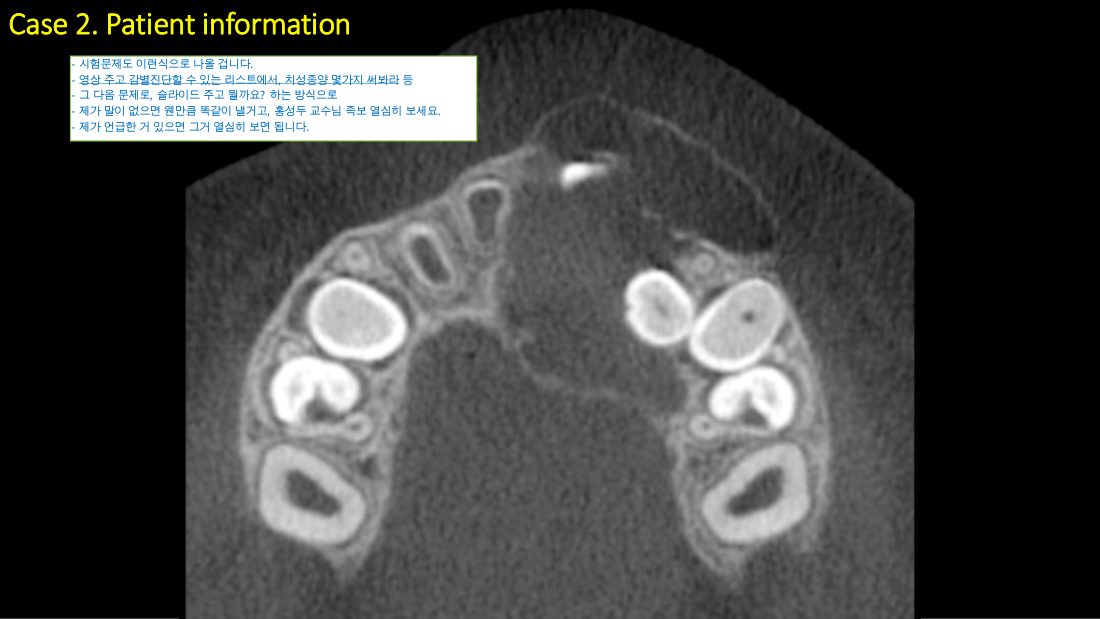 Case 2. Patient information
- 시험문제도 이런식으로 나올 겁니다.
- 영상 주고 감별진단할 수 있는 리스트에서, 치성종양 몇가지 써봐라 등
- 그 다음 문제로, 슬라이드 주고 뭘까요? 하는 방식으로
- 제가 말이 없으면 웬만큼 똑같이 낼거고, 홍성두 교수님 족보 열심히 보세요.
- 제가 언급한 거 있으면 그거 열심히 보면 됩니다.